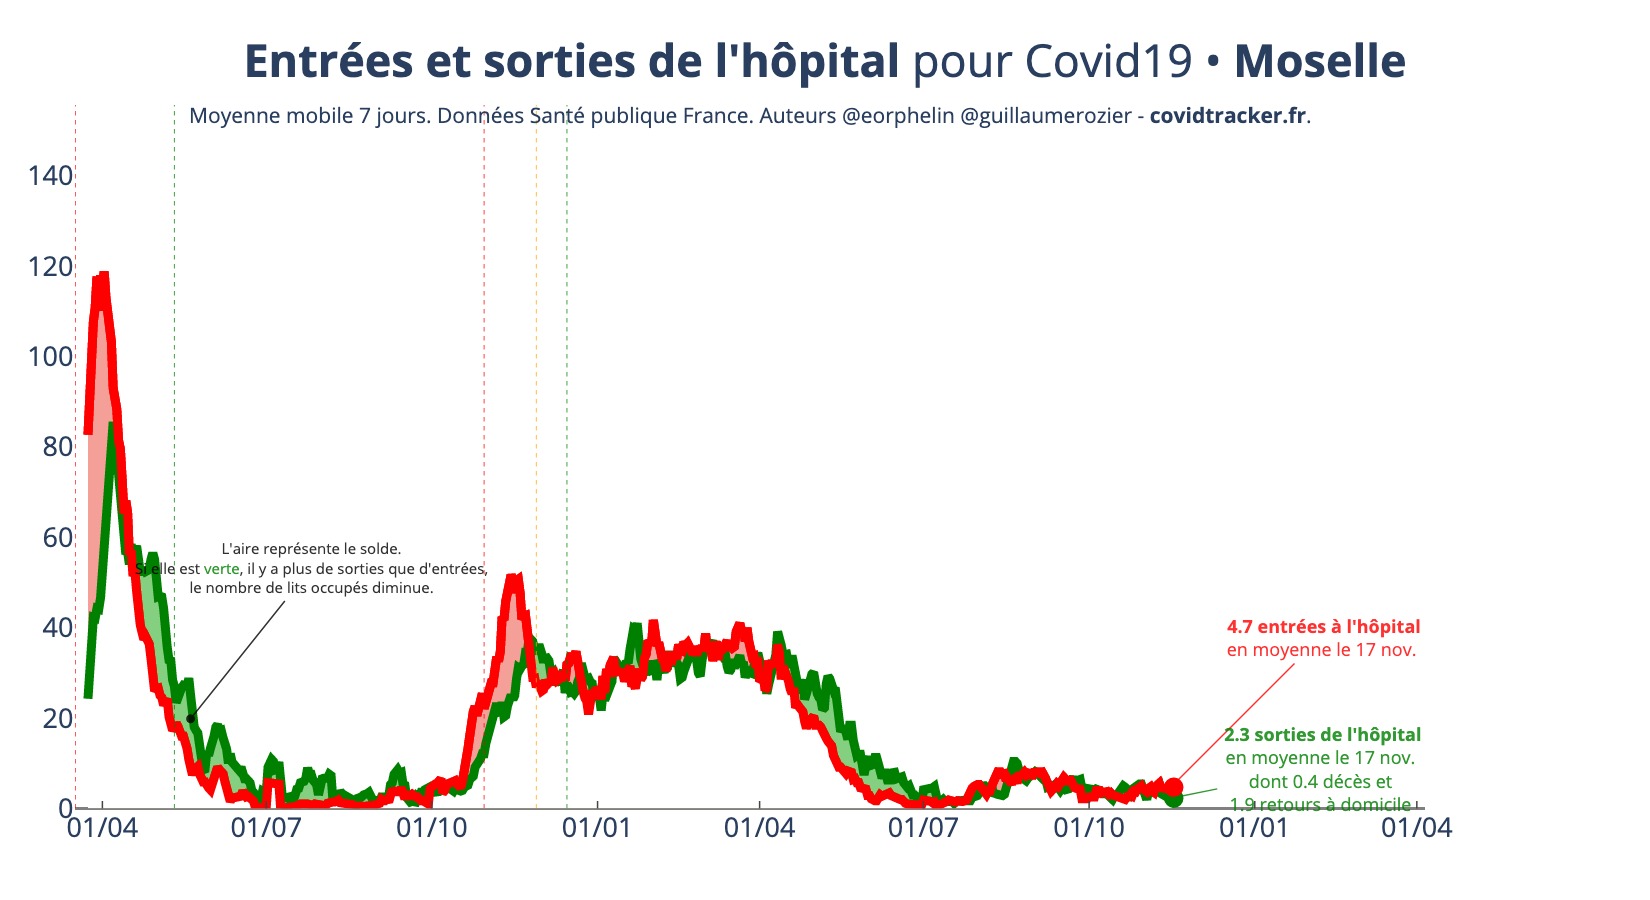 Entrées et sorties de l'hôpital pour Covid19 • Moselle
Moyenne mobile 7 jours. Données Santé publique France. Auteurs @eorphelin @guillaumerozier - covidtracker.fr.
140
120
100
80
60
40
20
0
L'aire représente le solde.
Si elle est verte, il y a plus de sorties que d'entrées,
le nombre de lits occupés diminue.
4.7 entrées à l'hôpital
en moyenne le 17 nov.
2.3 sorties de l'hôpital
en moyenne le 17 nov.
dont 0.4 décès et
1.9 retours à domicile
01/04
01/07
01/10
01/01
01/04
01/07
01/10
01/01
01/04